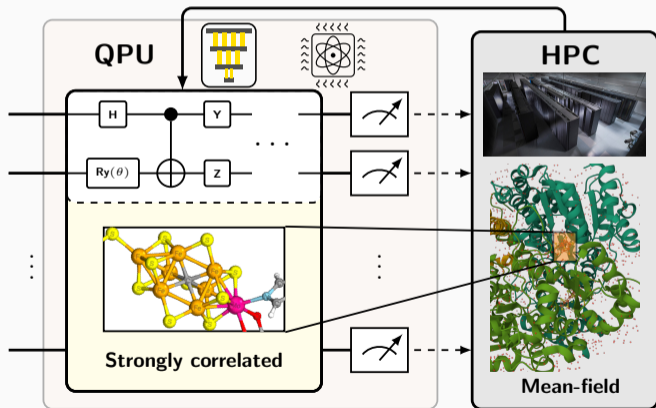 QPU
HPC
H
Y
. . .
Ry(θ)
Z
Strongly correlated
Mean-field